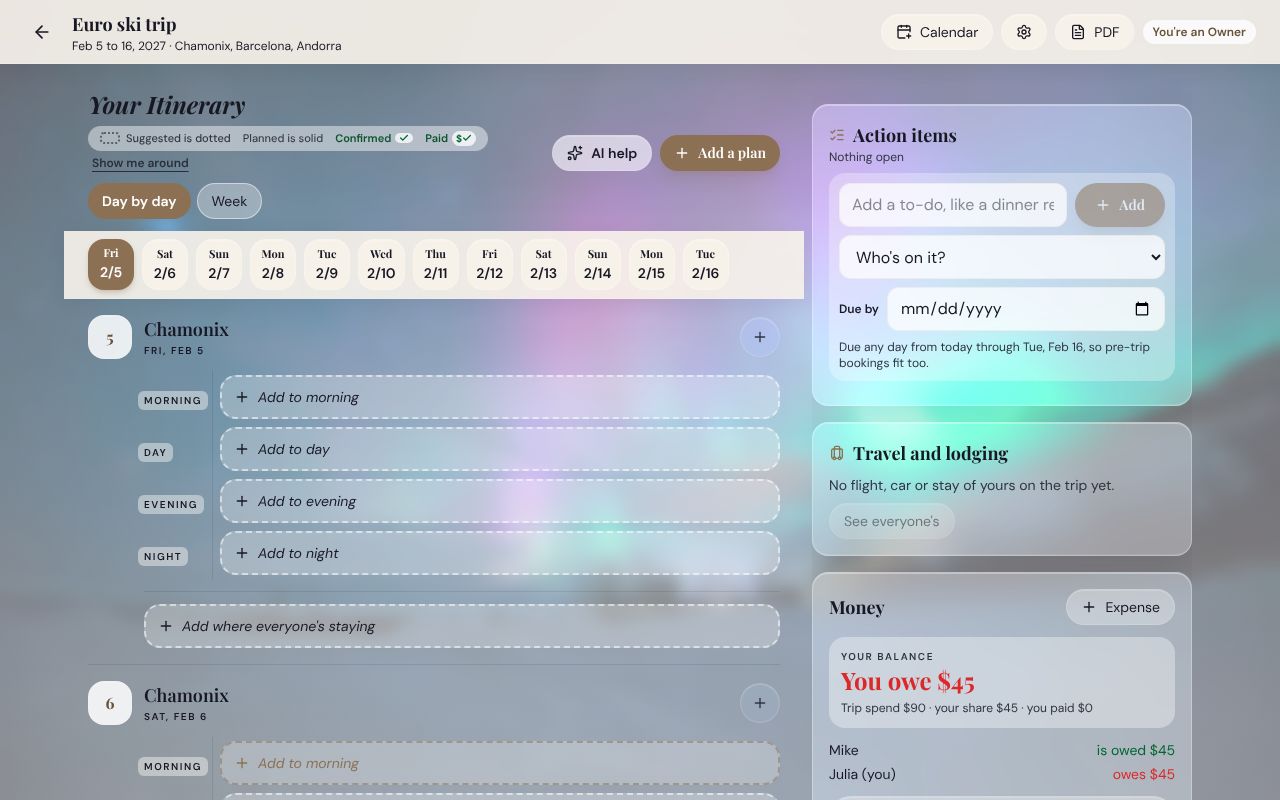 Euro ski trip
Feb 5 to 16, 2027 · Chamonix, Barcelona, Andorra
Calendar
PDF
You're an Owner
Your Itinerary
Suggested is dotted Planned is solid Confirmed Paid $
Show me around
AI help
Add a plan
Day by day
Week
Fri 2/5
Sat 2/6
Sun 2/7
Mon 2/8
Tue 2/9
Wed 2/10
Thu 2/11
Fri 2/12
Sat 2/13
Sun 2/14
Mon 2/15
Tue 2/16
5
Chamonix
FRI, FEB 5
MORNING
Add to morning
DAY
Add to day
EVENING
Add to evening
NIGHT
Add to night
Add where everyone's staying
6
Chamonix
SAT, FEB 6
MORNING
Add to morning
Action items
Nothing open
Add a to-do, like a dinner re
Add
Who's on it?
Due by
mm/dd/yyyy
Due any day from today through Tue, Feb 16, so pre-trip
bookings fit too.
Travel and lodging
No flight, car or stay of yours on the trip yet.
See everyone's
Money
Expense
YOUR BALANCE
You owe $45
Trip spend $90 · your share $45 · you paid $0
Mike is owed $45
Julia (you) owes $45